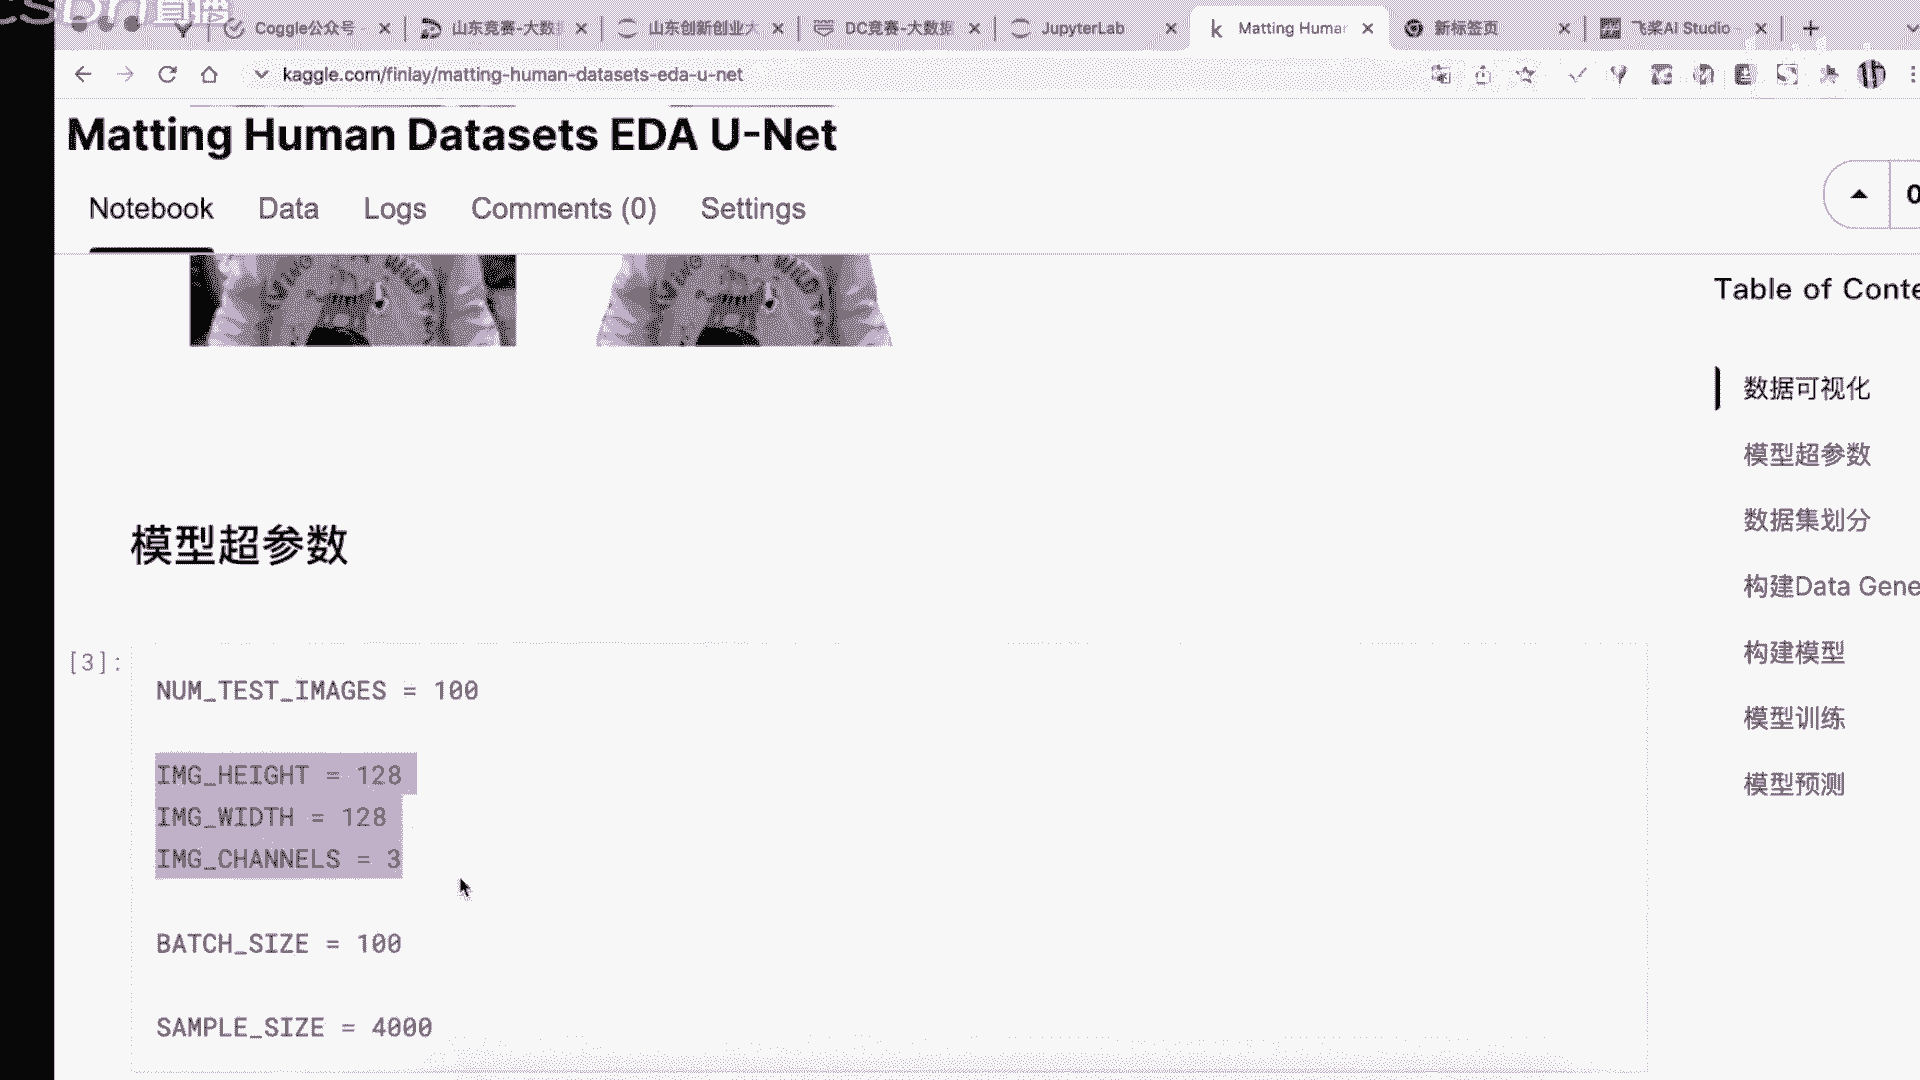 CSDN直播
Coggle公众号
山东竞赛-大数据
山东创新创业大
DC竞赛-大数据
JupyterLab
Matting Human
新标签页
飞桨AI Studio
kaggle.com/finlay/matting-human-datasets-eda-u-net
Matting Human Datasets EDA U-Net
Notebook
Data
Logs
Comments (0)
Settings
0
Table of Conte
数据可视化
模型超参数
数据集划分
构建Data Gene
构建模型
模型训练
模型预测
模型超参数
[3]:
NUM_TEST_IMAGES = 100
IMG_HEIGHT = 128
IMG_WIDTH = 128
IMG_CHANNELS = 3
BATCH_SIZE = 100
SAMPLE_SIZE = 4000